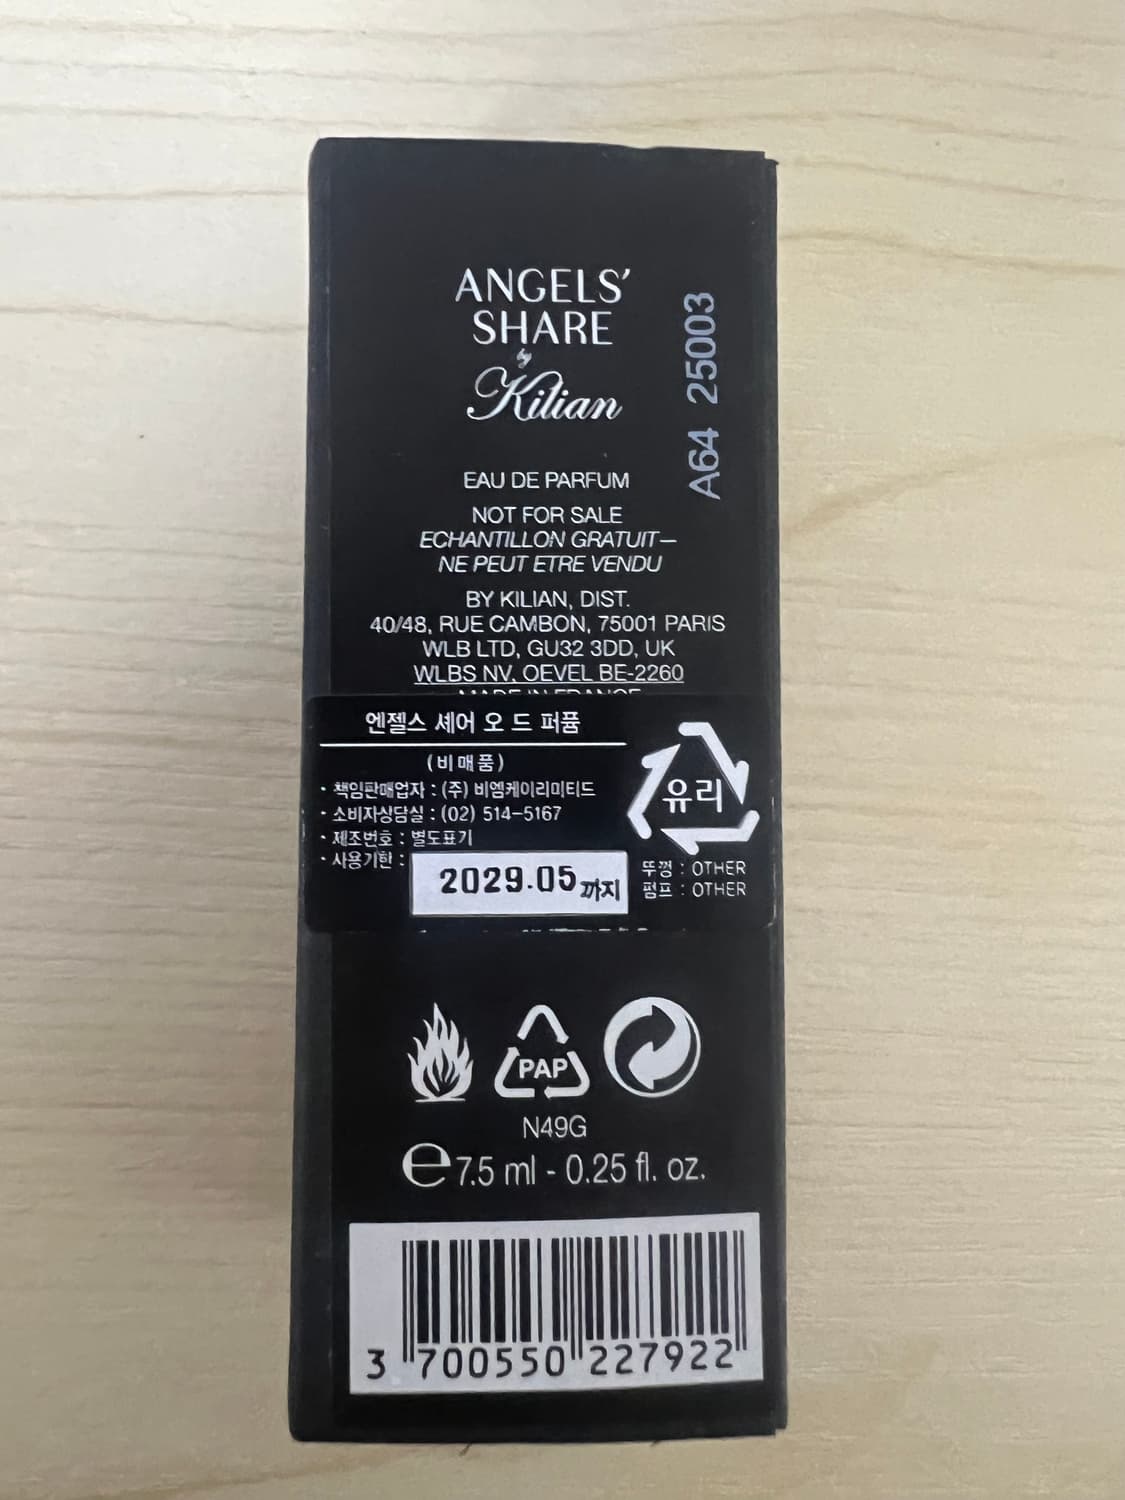 ANGELS'
SHARE
by
Kilian
A64 25003
EAU DE PARFUM
NOT FOR SALE
ECHANTILLON GRATUIT—
NE PEUT ETRE VENDU
BY KILIAN, DIST.
40/48, RUE CAMBON, 75001 PARIS
WLB LTD, GU32 3DD, UK
WLBS NV, OEVEL BE-2260
MADE IN FRANCE
엔젤스 셰어 오 드 퍼퓸
(비매품)
· 책임판매업자 : (주) 비엠케이리미티드
· 소비자상담실 : (02) 514-5167
· 제조번호 : 별도표기
· 사용기한 :
2029.05까지
유리
뚜껑 : OTHER
펌프 : OTHER
PAP
N49G
e 7.5 ml - 0.25 fl. oz.
3 700550 227922